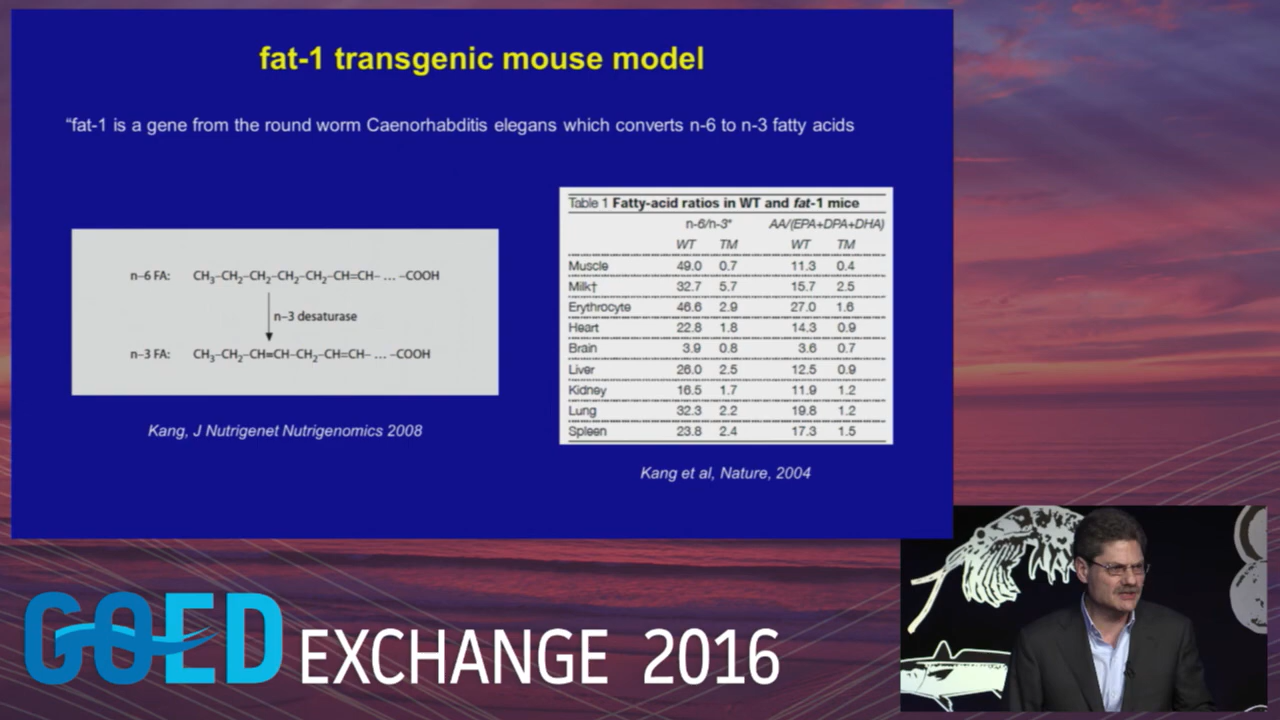 fat-1 transgenic mouse model
“fat-1 is a gene from the round worm Caenorhabditis elegans which converts n-6 to n-3 fatty acids
n–6 FA: CH3–CH2–CH2–CH2–CH2–CH=CH– ... –COOH
n–3 desaturase
n–3 FA: CH3–CH2–CH=CH–CH2–CH=CH– ... –COOH
Kang, J Nutrigenet Nutrigenomics 2008
Table 1 Fatty-acid ratios in WT and fat-1 mice
n-6/n-3* AA/(EPA+DPA+DHA)
WT TM WT TM
Muscle 49.0 0.7 11.3 0.4
Milk† 32.7 5.7 15.7 2.5
Erythrocyte 46.6 2.9 27.0 1.6
Heart 22.8 1.8 14.3 0.9
Brain 3.9 0.8 3.6 0.7
Liver 26.0 2.5 12.5 0.9
Kidney 16.5 1.7 11.9 1.2
Lung 32.3 2.2 19.8 1.2
Spleen 23.8 2.4 17.3 1.5
Kang et al, Nature, 2004
GOED EXCHANGE 2016